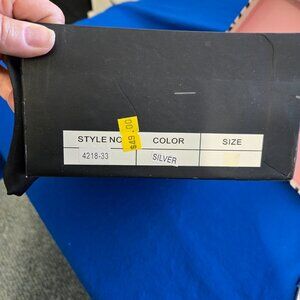 STYLE NO COLOR SIZE
$49.00
4218-33 SILVER